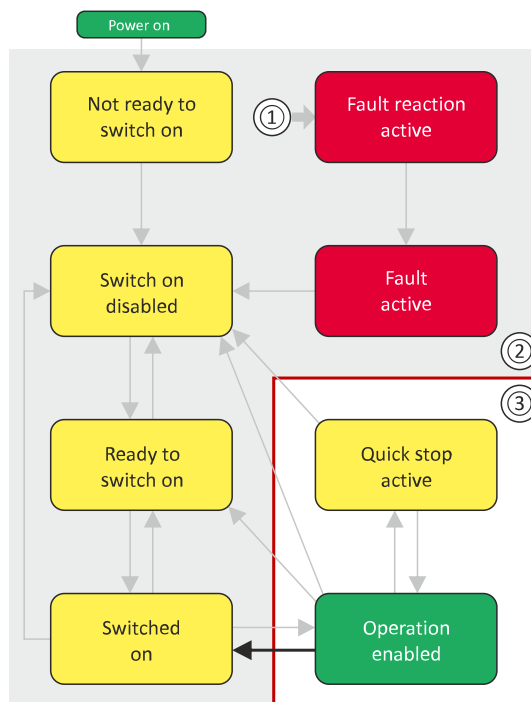 Power on
Not ready to
switch on
①
Fault reaction
active
Switch on
disabled
Fault
active
②
③
Ready to
switch on
Quick stop
active
Switched
on
Operation
enabled